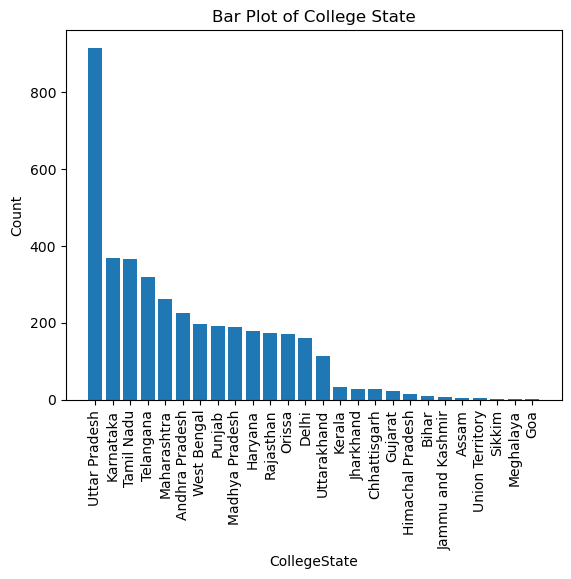 Bar Plot of College State
Count
800
600
400
200
0
Uttar Pradesh
Karnataka
Tamil Nadu
Telangana
Maharashtra
Andhra Pradesh
West Bengal
Punjab
Madhya Pradesh
Haryana
Rajasthan
Orissa
Delhi
Uttarakhand
Kerala
Jharkhand
Chhattisgarh
Gujarat
Himachal Pradesh
Bihar
Jammu and Kashmir
Assam
Union Territory
Sikkim
Meghalaya
Goa
CollegeState